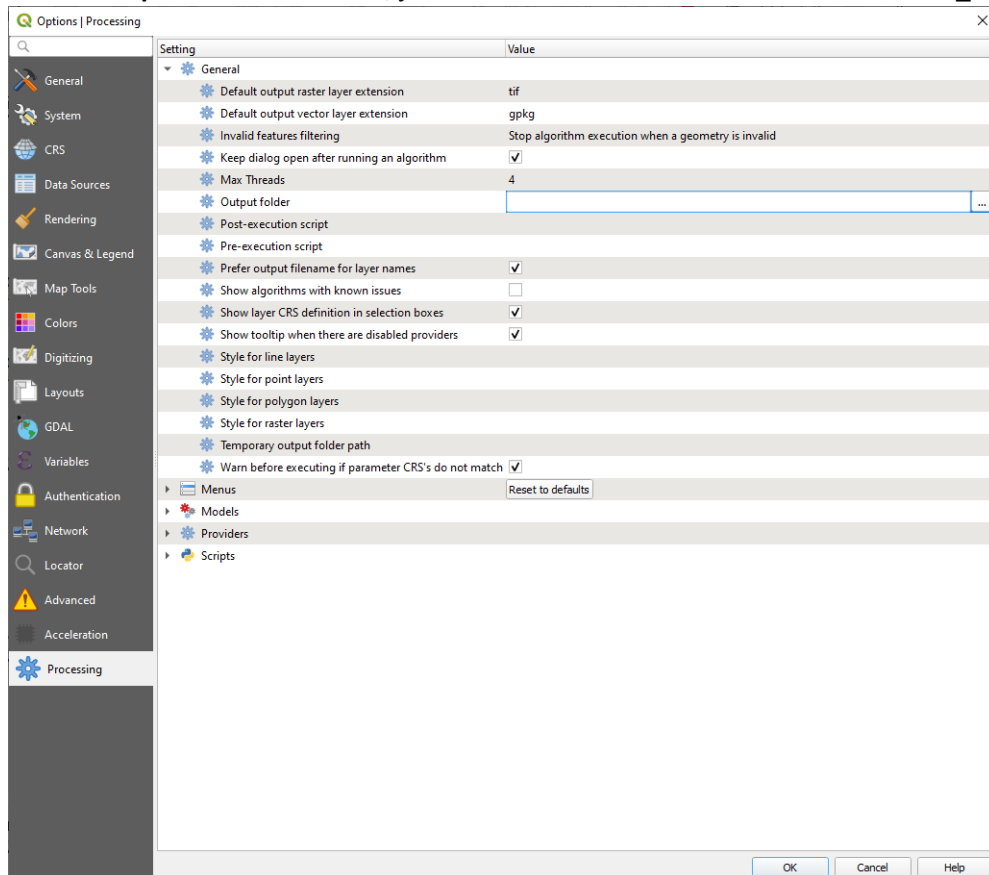 Options | Processing
Setting Value
General
System
CRS
Data Sources
Rendering
Canvas & Legend
Map Tools
Colors
Digitizing
Layouts
GDAL
Variables
Authentication
Network
Locator
Advanced
Acceleration
Processing
General
Default output raster layer extension tif
Default output vector layer extension gpkg
Invalid features filtering Stop algorithm execution when a geometry is invalid
Keep dialog open after running an algorithm
Max Threads 4
Output folder ...
Post-execution script
Pre-execution script
Prefer output filename for layer names
Show algorithms with known issues
Show layer CRS definition in selection boxes
Show tooltip when there are disabled providers
Style for line layers
Style for point layers
Style for polygon layers
Style for raster layers
Temporary output folder path
Warn before executing if parameter CRS's do not match
Menus Reset to defaults
Models
Providers
Scripts
OK Cancel Help